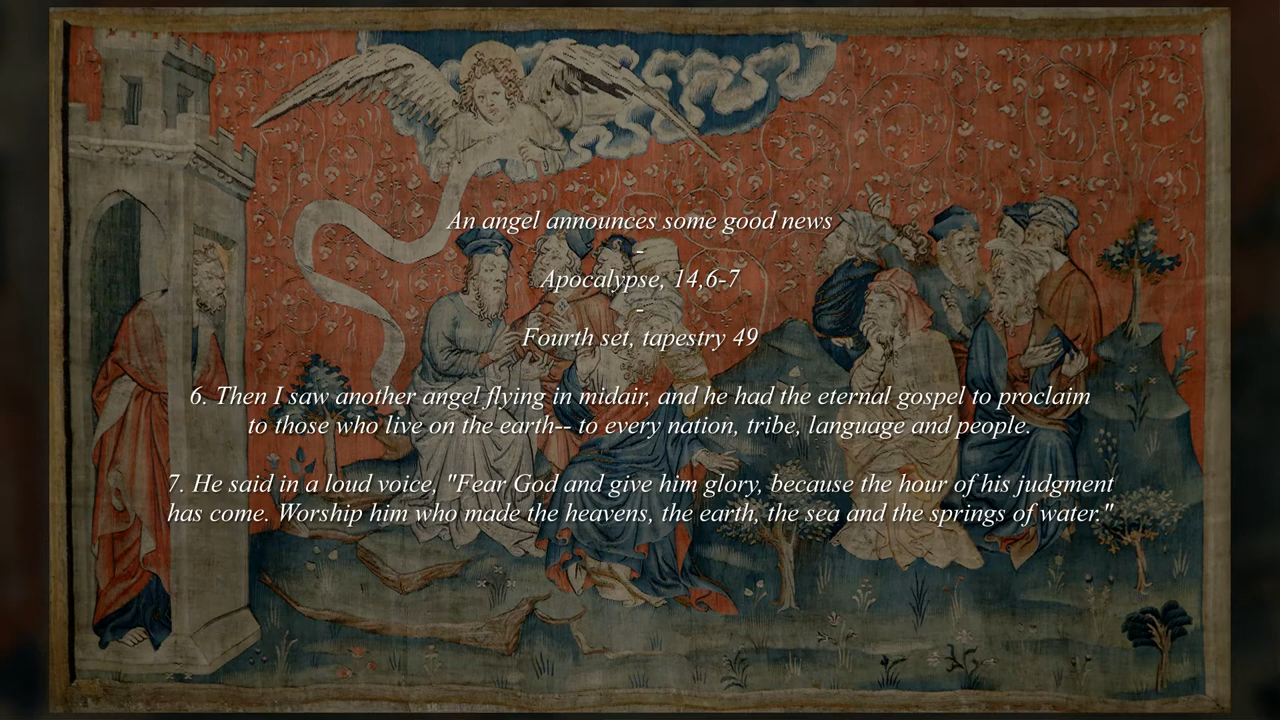 An angel announces some good news
-
Apocalypse, 14,6-7
-
Fourth set, tapestry 49
6. Then I saw another angel flying in midair, and he had the eternal gospel to proclaim
to those who live on the earth-- to every nation, tribe, language and people.
7. He said in a loud voice, "Fear God and give him glory, because the hour of his judgment
has come. Worship him who made the heavens, the earth, the sea and the springs of water."